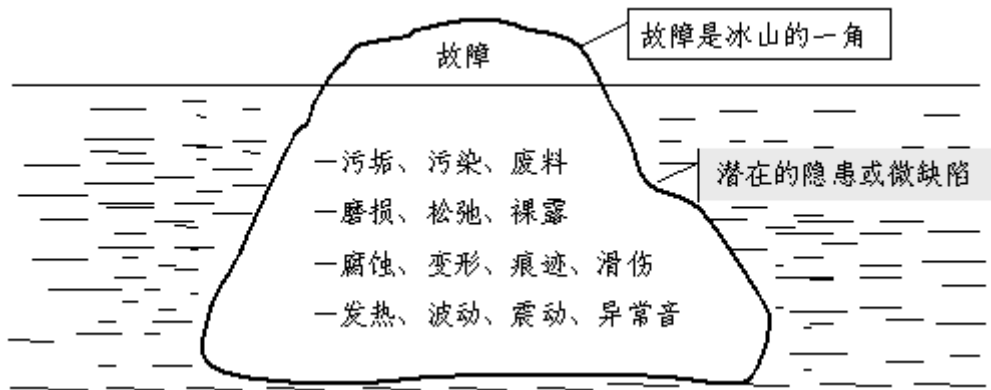 故障是冰山的一角
故障
—污垢、污染、废料
潜在的隐患或微缺陷
—磨损、松弛、裸露
—腐蚀、变形、痕迹、滑伤
—发热、波动、震动、异常音